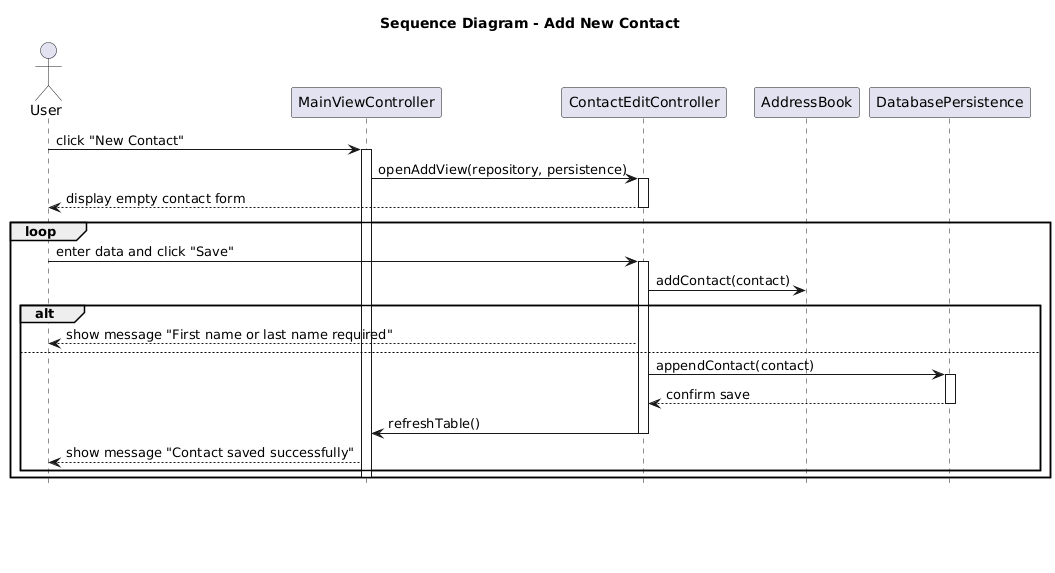 Sequence Diagram - Add New Contact
User
MainViewController
ContactEditController
AddressBook
DatabasePersistence
click "New Contact"
openAddView(repository, persistence)
display empty contact form
loop
enter data and click "Save"
addContact(contact)
alt
show message "First name or last name required"
appendContact(contact)
confirm save
refreshTable()
show message "Contact saved successfully"